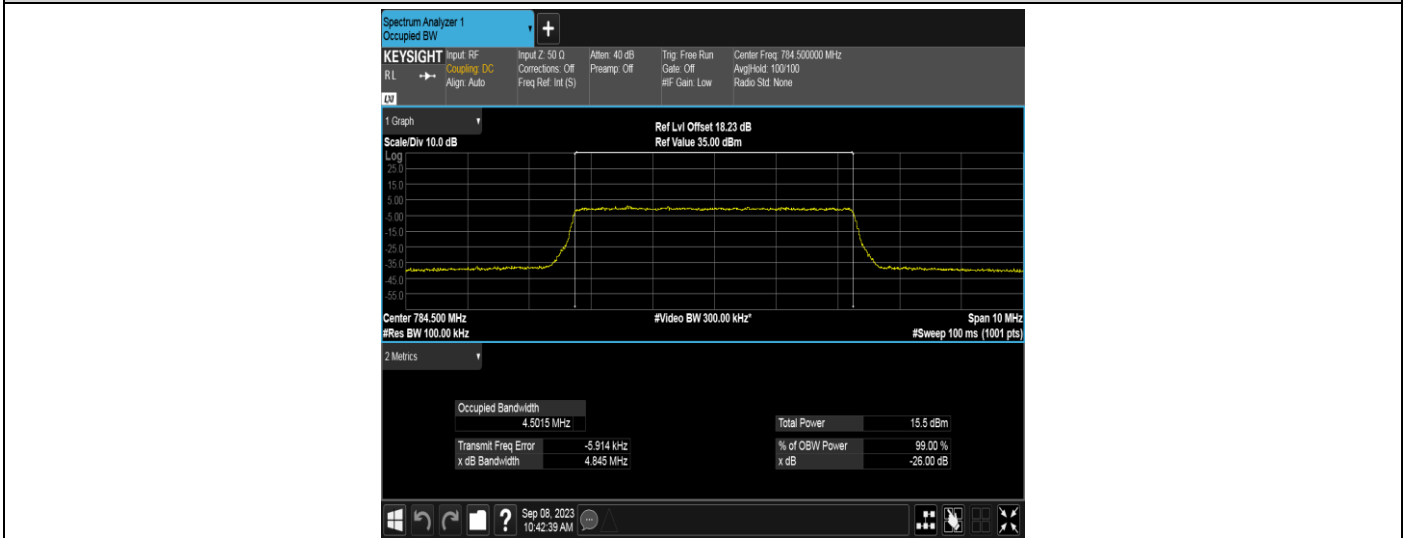 Spectrum Analyzer 1
Occupied BW
+
KEYSIGHT Input: RF Input Z: 50 Ω Atten: 40 dB Trig: Free Run Center Freq: 784.500000 MHz
RL Coupling: DC Corrections: Off Preamp: Off Gate: Off Avg|Hold: 100/100
Align: Auto Freq Ref: Int (S) #IF Gain: Low Radio Std: None
LXI
1 Graph
Ref Lvl Offset 18.23 dB
Scale/Div 10.0 dB Ref Value 35.00 dBm
Log
25.0
15.0
5.00
-5.00
-15.0
-25.0
-35.0
-45.0
-55.0
Center 784.500 MHz #Video BW 300.00 kHz* Span 10 MHz
#Res BW 100.00 kHz #Sweep 100 ms (1001 pts)
2 Metrics
Occupied Bandwidth
4.5015 MHz Total Power 15.5 dBm
Transmit Freq Error -5.914 kHz % of OBW Power 99.00 %
x dB Bandwidth 4.845 MHz x dB -26.00 dB
? Sep 08, 2023
10:42:39 AM